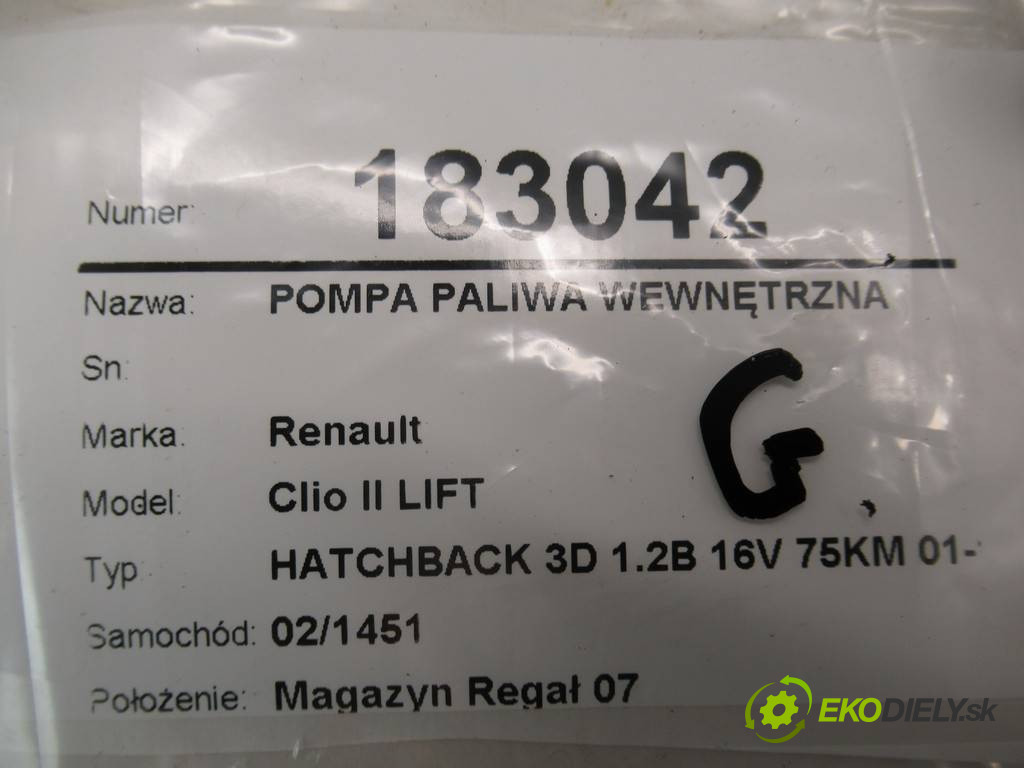 Numer: 183042
Nazwa: POMPA PALIWA WEWNĘTRZNA
Sn:
Marka: Renault
G.
Model: Clio II LIFT
Typ HATCHBACK 3D 1.2B 16V 75KM 01-
Samochód: 02/1451
Położenie: Magazyn Regał 07
EKODIELY.sk